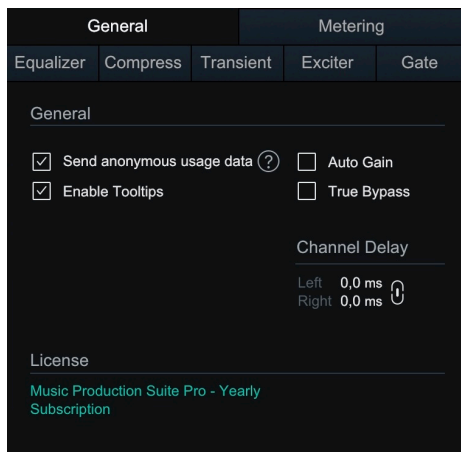 General
Metering
Equalizer
Compress
Transient
Exciter
Gate
General
Send anonymous usage data ?
Auto Gain
Enable Tooltips
True Bypass
Channel Delay
Left 0,0 ms
Right 0,0 ms
License
Music Production Suite Pro - Yearly
Subscription